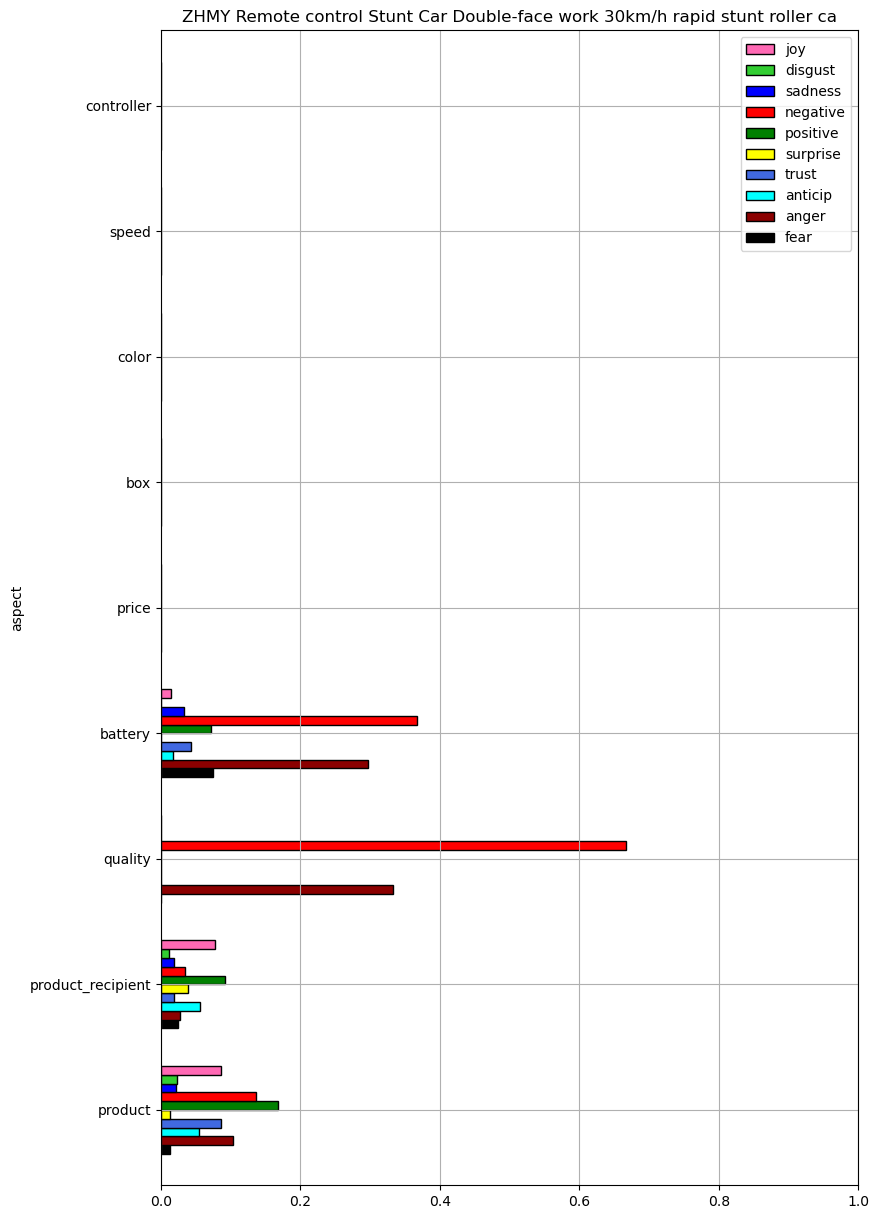 ZHMY Remote control Stunt Car Double-face work 30km/h rapid stunt roller ca
joy
disgust
sadness
negative
positive
surprise
trust
anticip
anger
fear
controller
speed
color
box
price
aspect
battery
quality
product_recipient
product
0.0 0.2 0.4 0.6 0.8 1.0